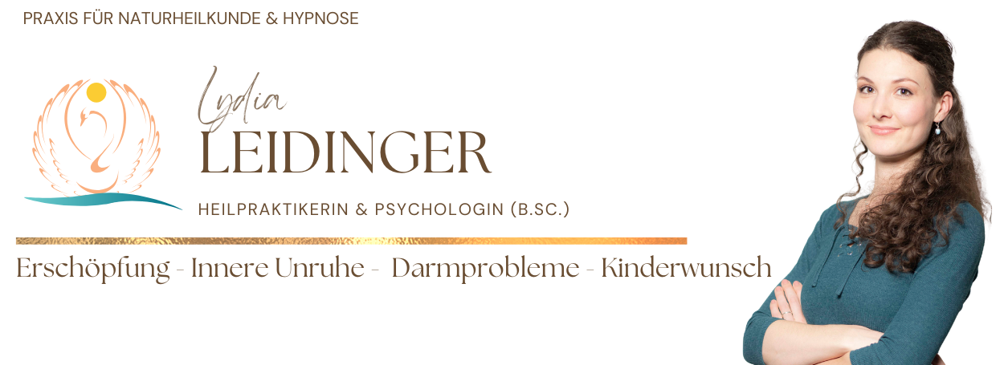 PRAXIS FÜR NATURHEILKUNDE & HYPNOSE
Lydia
LEIDINGER
HEILPRAKTIKERIN & PSYCHOLOGIN (B.SC.)
Erschöpfung - Innere Unruhe - Darmprobleme - Kinderwunsch